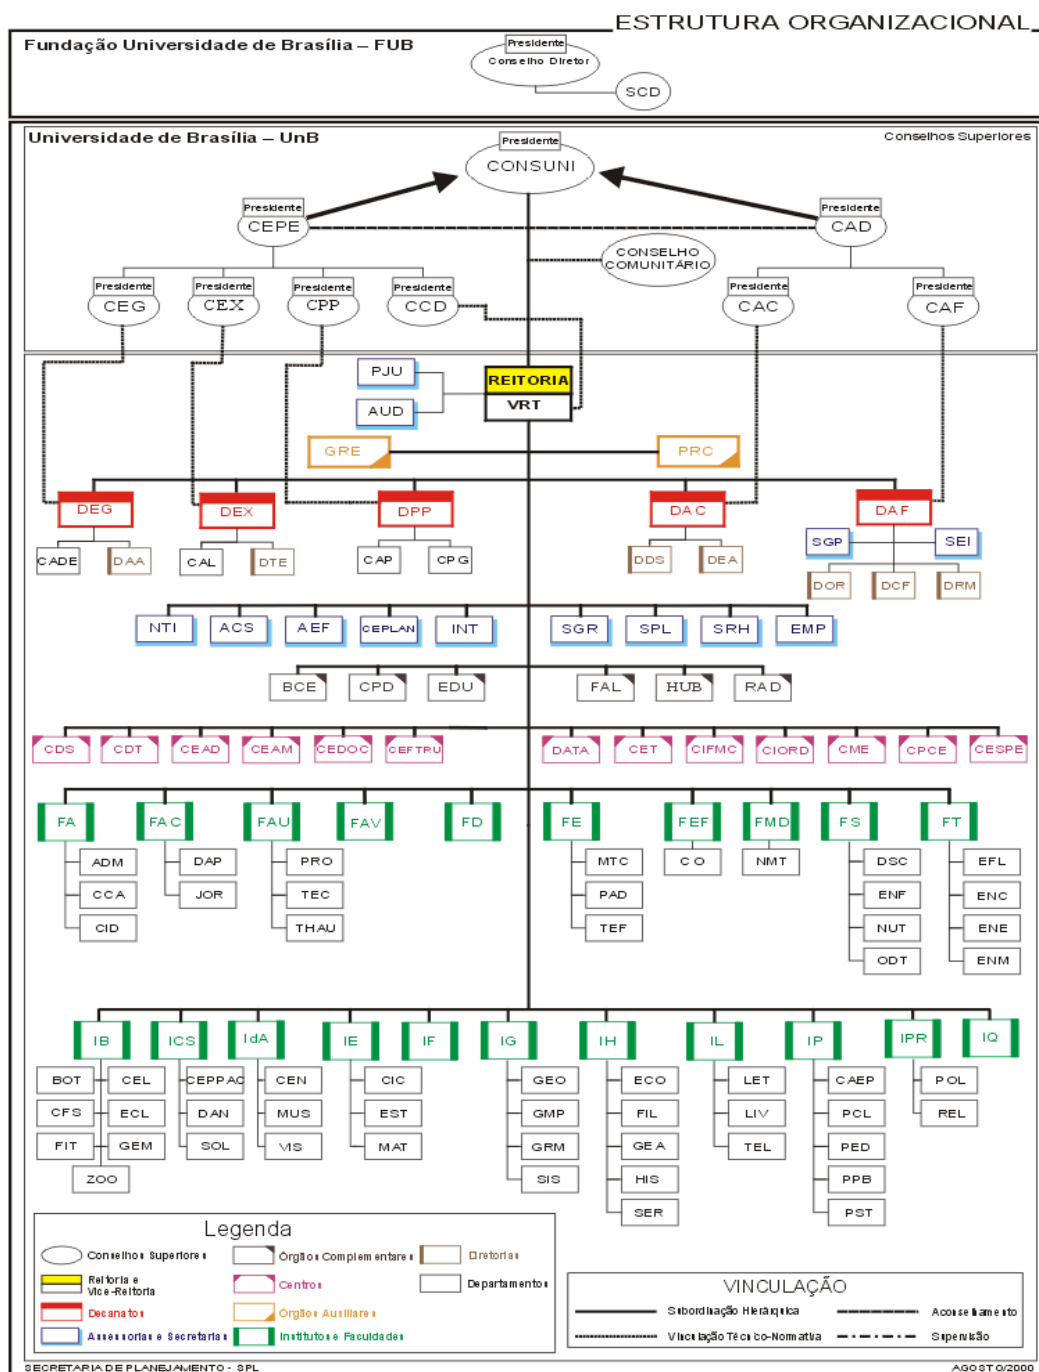 ESTRUTURA ORGANIZACIONAL
Fundação Universidade de Brasília – FUB
Presidente
Conselho Diretor
SCD
Universidade de Brasília – UnB
Conselhos Superiores
Presidente
CONSUNI
Presidente
CEPE
Presidente
CAD
CONSELHO
COMUNITÁRIO
Presidente
CEG
Presidente
CEX
Presidente
CPP
Presidente
CCD
Presidente
CAC
Presidente
CAF
PJU
AUD
REITORIA
VRT
GRE
PRC
DEG
DEX
DPP
DAC
DAF
CADE
DAA
CAL
DTE
CAP
CPG
DDS
DEA
SGP
SEI
DOR
DCF
DRM
NTI
ACS
AEF
CEPLAN
INT
SGR
SPL
SRH
EMP
BCE
CPD
EDU
FAL
HUB
RAD
CDS
CDT
CEAD
CEAM
CEDOC
CEFTRU
DATA
CET
CIFMC
CIORD
CME
CPCE
CESPE
FA
FAC
FAU
FAV
FD
FE
FEF
FMD
FS
FT
ADM
CCA
CID
DAP
JOR
PRO
TEC
THAU
MTC
PAD
TEF
CO
NMT
DSC
ENF
NUT
ODT
EFL
ENC
ENE
ENM
IB
ICS
IdA
IE
IF
IG
IH
IL
IP
IPR
IQ
BOT
CEL
CFS
ECL
FIT
GEM
ZOO
CEPPAC
DAN
SOL
CEN
MUS
VIS
CIC
EST
MAT
GEO
GMP
GRM
SIS
ECO
FIL
GEA
HIS
SER
LET
LIV
TEL
CAEP
PCL
PED
PPB
PST
POL
REL
Legenda
Conselhos Superiores
Órgãos Complementares
Diretorias
Reitoria e
Vice-Reitoria
Centros
Departamentos
Decanatos
Órgãos Auxiliares
Assessorias e Secretarias
Institutos e Faculdades
VINCULAÇÃO
Subordinação Hierárquica
Aconselhamento
Vinculação Técnico-Normativa
Supervisão
SECRETARIA DE PLANEJAMENTO - SPL
AGOSTO/2000